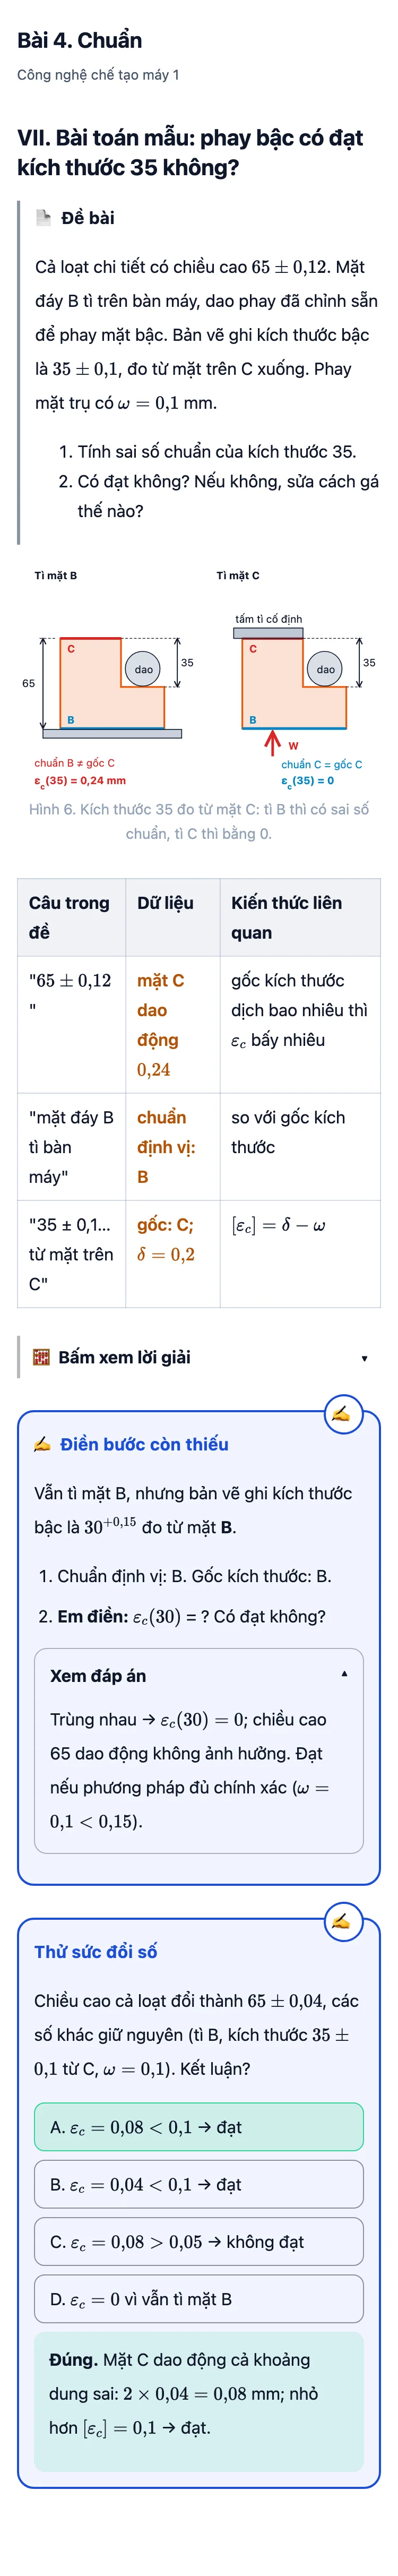 Bài 4. Chuẩn
Công nghệ chế tạo máy 1
VII. Bài toán mẫu: phay bậc có đạt
kích thước 35 không?
Đề bài
Cả loạt chi tiết có chiều cao 65 ± 0,12. Mặt
đáy B tì trên bàn máy, dao phay đã chỉnh sẵn
để phay mặt bậc. Bản vẽ ghi kích thước bậc
là 35 ± 0,1, đo từ mặt trên C xuống. Phay
mặt trụ có ω = 0,1 mm.
1. Tính sai số chuẩn của kích thước 35.
2. Có đạt không? Nếu không, sửa cách gá
thế nào?
Tì mặt B
Tì mặt C
tấm tì cố định
C
dao
35
65
B
C
dao
35
B
W
chuẩn B ≠ gốc C
ε_c(35) = 0,24 mm
chuẩn C = gốc C
ε_c(35) = 0
Hình 6. Kích thước 35 đo từ mặt C: tì B thì có sai số
chuẩn, tì C thì bằng 0.
Câu trong
đề
Dữ liệu
Kiến thức liên
quan
"65 ± 0,12
"
mặt C
dao
động
0,24
gốc kích thước
dịch bao nhiêu thì
ε_c bấy nhiêu
"mặt đáy B
tì bàn
máy"
chuẩn
định vị:
B
so với gốc kích
thước
"35 ± 0,1...
từ mặt trên
C"
gốc: C;
δ = 0,2
[ε_c] = δ − ω
Bấm xem lời giải
Điền bước còn thiếu
Vẫn tì mặt B, nhưng bản vẽ ghi kích thước
bậc là 30^{+0,15} đo từ mặt B.
1. Chuẩn định vị: B. Gốc kích thước: B.
2. Em điền: ε_c(30) = ? Có đạt không?
Xem đáp án
Trùng nhau → ε_c(30) = 0; chiều cao
65 dao động không ảnh hưởng. Đạt
nếu phương pháp đủ chính xác (ω =
0,1 < 0,15).
Thử sức đổi số
Chiều cao cả loạt đổi thành 65 ± 0,04, các
số khác giữ nguyên (tì B, kích thước 35 ±
0,1 từ C, ω = 0,1). Kết luận?
A. ε_c = 0,08 < 0,1 → đạt
B. ε_c = 0,04 < 0,1 → đạt
C. ε_c = 0,08 > 0,05 → không đạt
D. ε_c = 0 vì vẫn tì mặt B
Đúng. Mặt C dao động cả khoảng
dung sai: 2 × 0,04 = 0,08 mm; nhỏ
hơn [ε_c] = 0,1 → đạt.